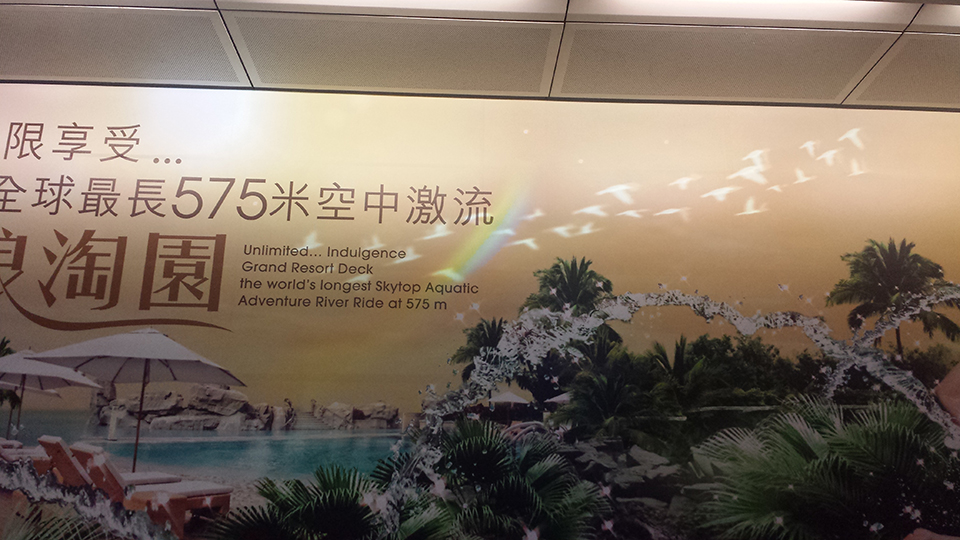 限享受...
全球最長575米空中激流
浪淘園
Unlimited... Indulgence
Grand Resort Deck
the world's longest Skytop Aquatic
Adventure River Ride at 575 m